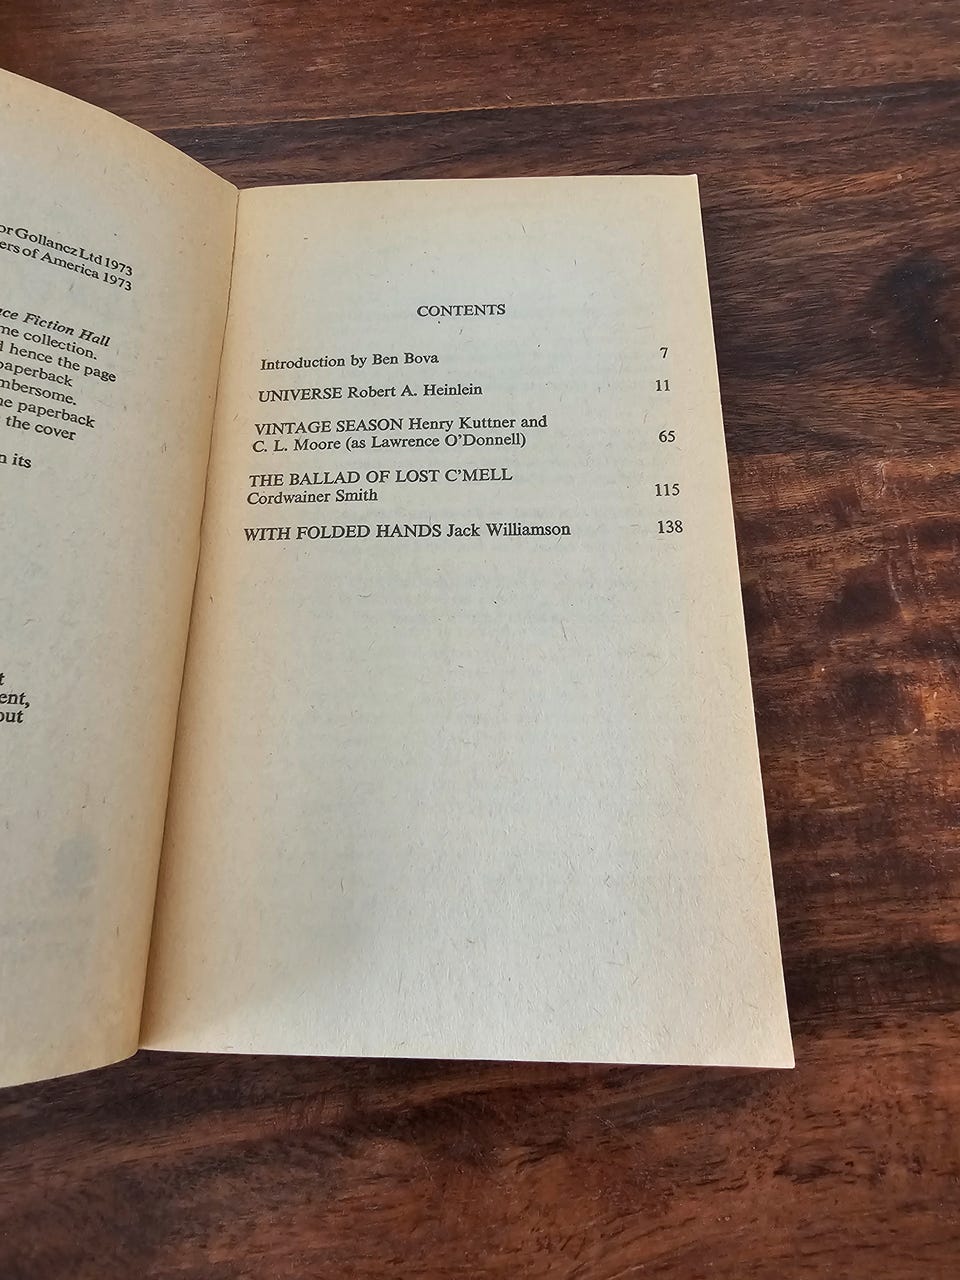 or Gollancz Ltd 1973
ers of America 1973
ce Fiction Hall
me collection.
hence the page
paperback
mbersome.
e paperback
the cover
n its
t
ent,
out
CONTENTS
Introduction by Ben Bova 7
UNIVERSE Robert A. Heinlein 11
VINTAGE SEASON Henry Kuttner and
C. L. Moore (as Lawrence O'Donnell) 65
THE BALLAD OF LOST C'MELL
Cordwainer Smith 115
WITH FOLDED HANDS Jack Williamson 138